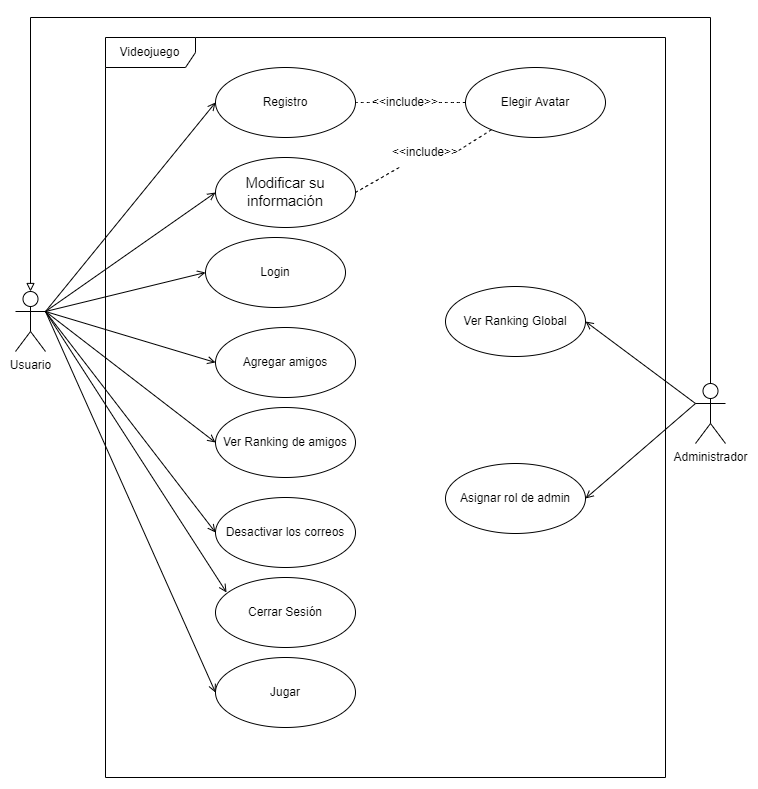 Videojuego
Registro
<<include>>
Elegir Avatar
<<include>>
Modificar su
información
Login
Ver Ranking Global
Usuario
Agregar amigos
Ver Ranking de amigos
Administrador
Asignar rol de admin
Desactivar los correos
Cerrar Sesión
Jugar